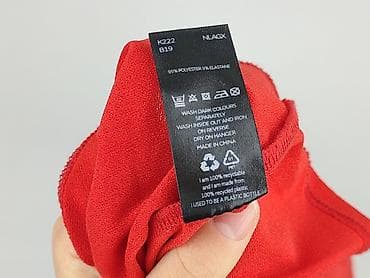 K222 NLAQX
B19
95% POLYESTER 5% ELASTANE
WASH DARK COLOURS
SEPARATELY
WASH INSIDE OUT AND IRON
ON REVERSE
DRY ON HANGER
MADE IN CHINA
I am 100% recyclable
and I am made from
100% recycled plastic
I USED TO BE A PLASTIC BOTTLE